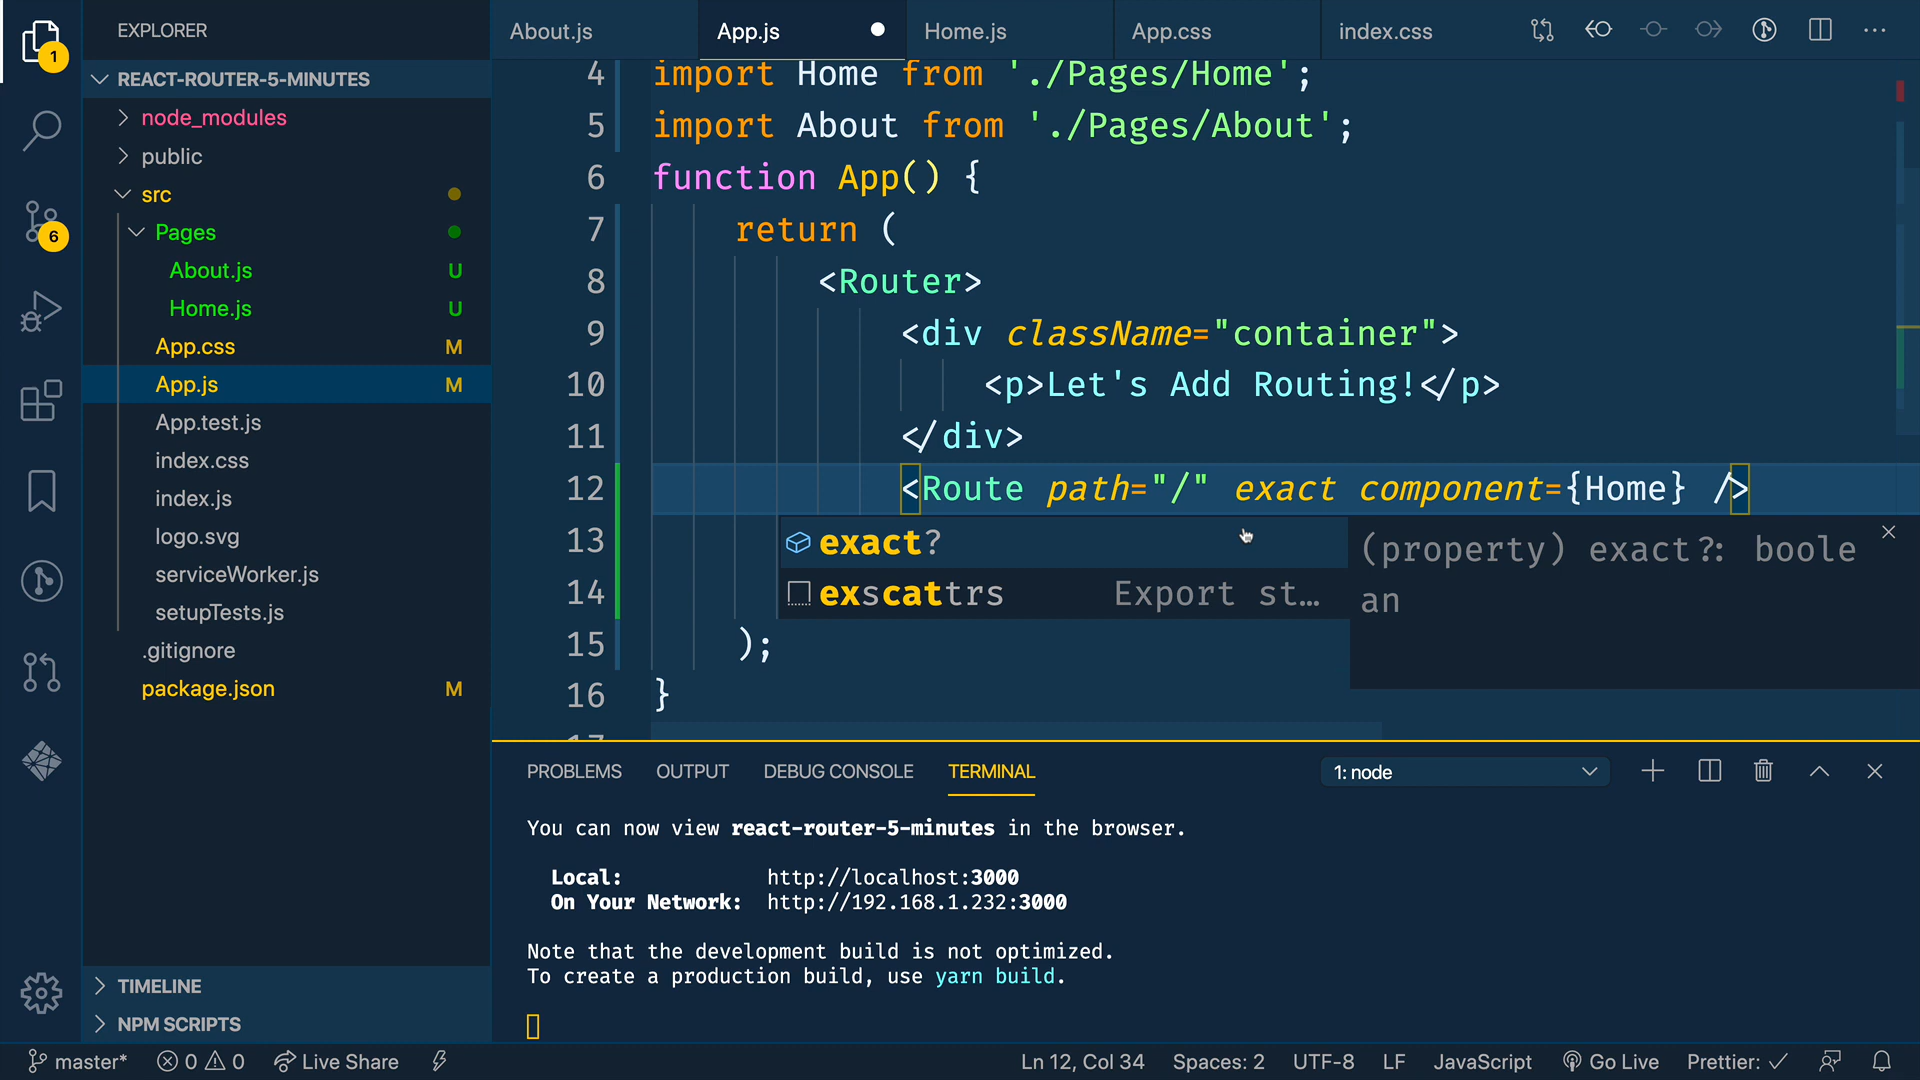 EXPLORER
About.js
App.js
Home.js
App.css
index.css
1
REACT-ROUTER-5-MINUTES
node_modules
public
src
6
Pages
About.js U
Home.js U
App.css M
App.js M
App.test.js
index.css
index.js
logo.svg
serviceWorker.js
setupTests.js
.gitignore
package.json M
TIMELINE
NPM SCRIPTS
4 import Home from './Pages/Home';
5 import About from './Pages/About';
6 function App() {
7 return (
8 <Router>
9 <div className="container">
10 <p>Let's Add Routing!</p>
11 </div>
12 <Route path="/" exact component={Home} />
13
14
15 );
16 }
17
exact?
exscattrs Export st…
(property) exact?: boole
an
PROBLEMS OUTPUT DEBUG CONSOLE TERMINAL
1: node
You can now view react-router-5-minutes in the browser.
Local: http://localhost:3000
On Your Network: http://192.168.1.232:3000
Note that the development build is not optimized.
To create a production build, use yarn build.
master* 0 0 Live Share Ln 12, Col 34 Spaces: 2 UTF-8 LF JavaScript Go Live Prettier: ✓